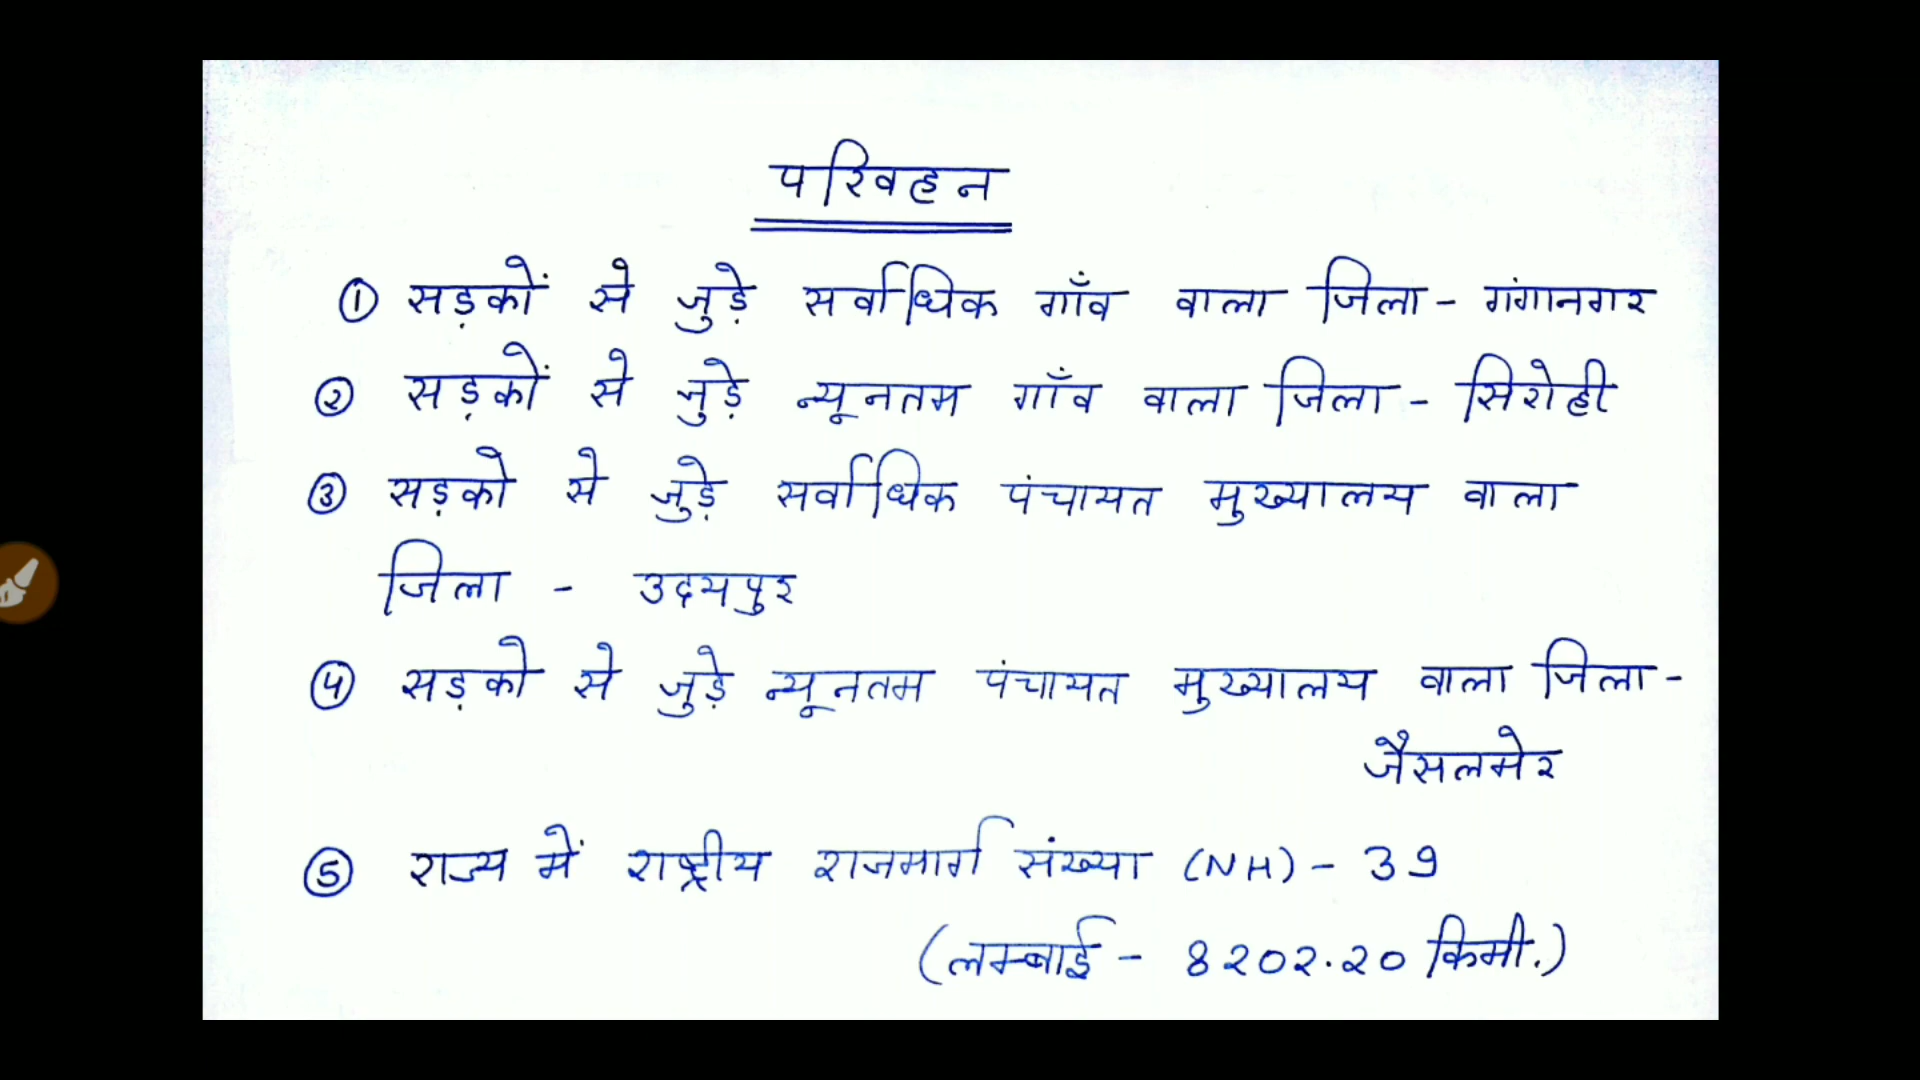 परिवहन
① सड़कों से जुड़े सर्वाधिक गाँव वाला जिला - गंगानगर
② सड़कों से जुड़े न्यूनतम गाँव वाला जिला - सिरोही
③ सड़को से जुड़े सर्वाधिक पंचायत मुख्यालय वाला
जिला - उदयपुर
④ सड़को से जुड़े न्यूनतम पंचायत मुख्यालय वाला जिला -
जैसलमेर
⑤ राज्य में राष्ट्रीय राजमार्ग संख्या (NH) - 39
(लम्बाई - 8202.20 किमी.)